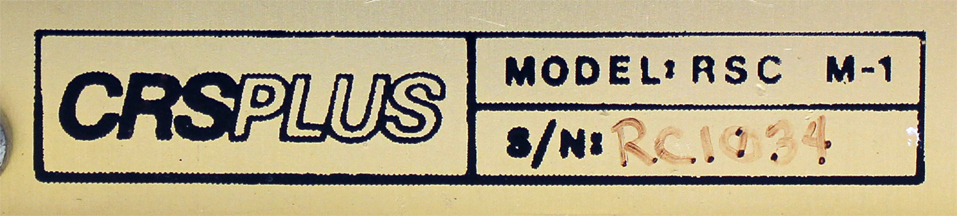 CRSPLUS
MODEL: RSC M-1
S/N: RC1034